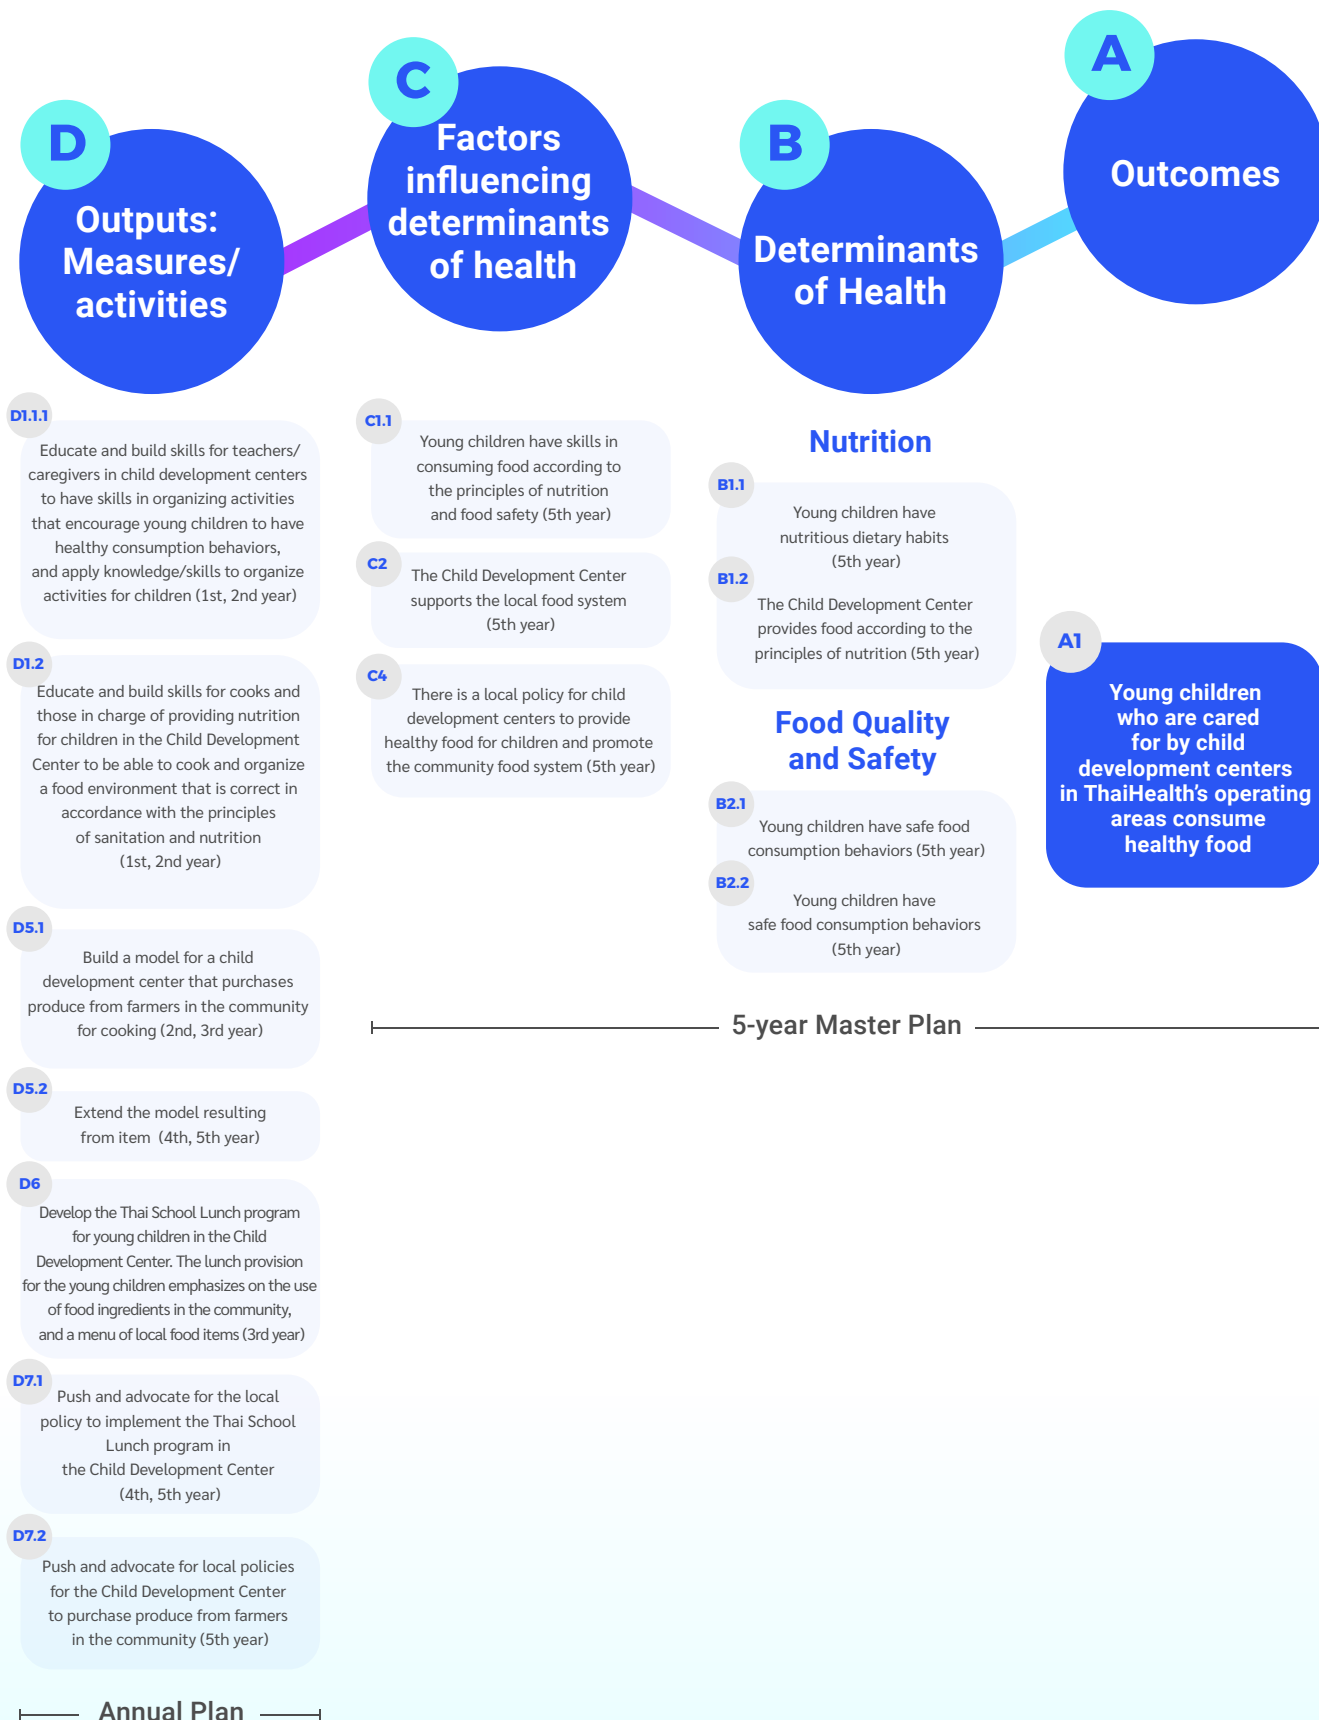 D
Outputs:
Measures/
activities
C
Factors
influencing
determinants
of health
B
Determinants
of Health
A
Outcomes
D1.1.1
Educate and build skills for teachers/
caregivers in child development centers
to have skills in organizing activities
that encourage young children to have
healthy consumption behaviors,
and apply knowledge/skills to organize
activities for children (1st, 2nd year)
D1.2
Educate and build skills for cooks and
those in charge of providing nutrition
for children in the Child Development
Center to be able to cook and organize
a food environment that is correct in
accordance with the principles
of sanitation and nutrition
(1st, 2nd year)
D5.1
Build a model for a child
development center that purchases
produce from farmers in the community
for cooking (2nd, 3rd year)
D5.2
Extend the model resulting
from item (4th, 5th year)
D6
Develop the Thai School Lunch program
for young children in the Child
Development Center. The lunch provision
for the young children emphasizes on the use
of food ingredients in the community,
and a menu of local food items (3rd year)
D7.1
Push and advocate for the local
policy to implement the Thai School
Lunch program in
the Child Development Center
(4th, 5th year)
D7.2
Push and advocate for local policies
for the Child Development Center
to purchase produce from farmers
in the community (5th year)
Annual Plan
C1.1
Young children have skills in
consuming food according to
the principles of nutrition
and food safety (5th year)
C2
The Child Development Center
supports the local food system
(5th year)
C4
There is a local policy for child
development centers to provide
healthy food for children and promote
the community food system (5th year)
Nutrition
B1.1
Young children have
nutritious dietary habits
(5th year)
B1.2
The Child Development Center
provides food according to the
principles of nutrition (5th year)
Food Quality
and Safety
B2.1
Young children have safe food
consumption behaviors (5th year)
B2.2
Young children have
safe food consumption behaviors
(5th year)
A1
Young children
who are cared
for by child
development centers
in ThaiHealth's operating
areas consume
healthy food
5-year Master Plan